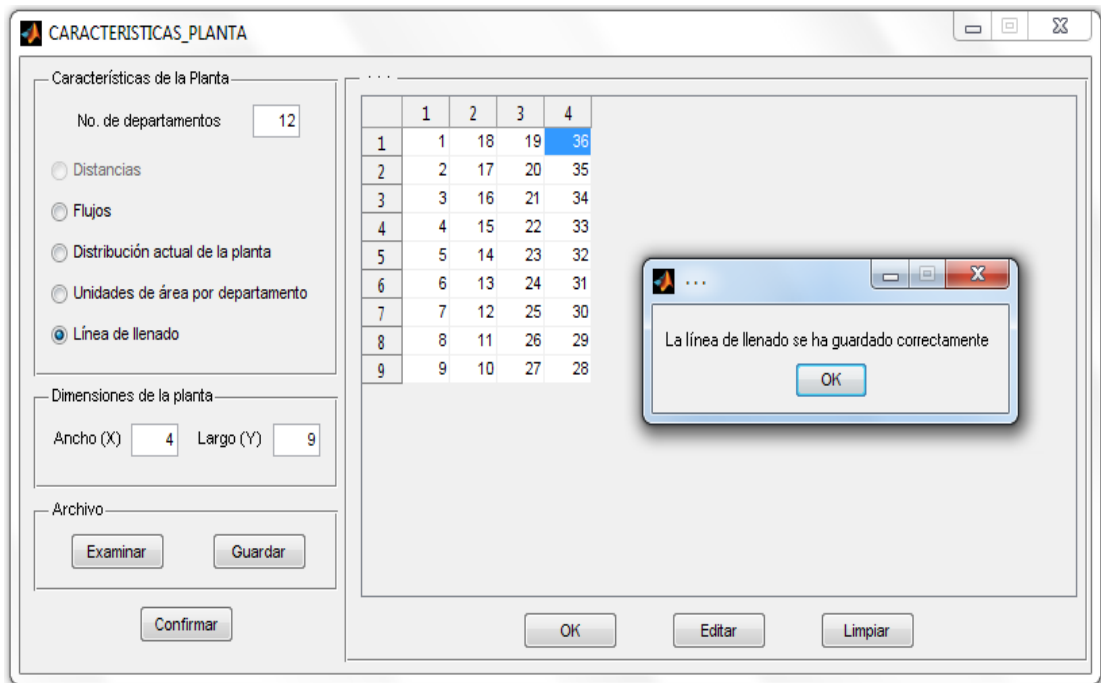 CARACTERISTICAS_PLANTA
Características de la Planta
No. de departamentos 12
Distancias
Flujos
Distribución actual de la planta
Unidades de área por departamento
Línea de llenado
Dimensiones de la planta
Ancho (X) 4 Largo (Y) 9
Archivo
Examinar Guardar
Confirmar
. . .
1 2 3 4
1 1 18 19 36
2 2 17 20 35
3 3 16 21 34
4 4 15 22 33
5 5 14 23 32
6 6 13 24 31
7 7 12 25 30
8 8 11 26 29
9 9 10 27 28
OK Editar Limpiar
...
La línea de llenado se ha guardado correctamente
OK